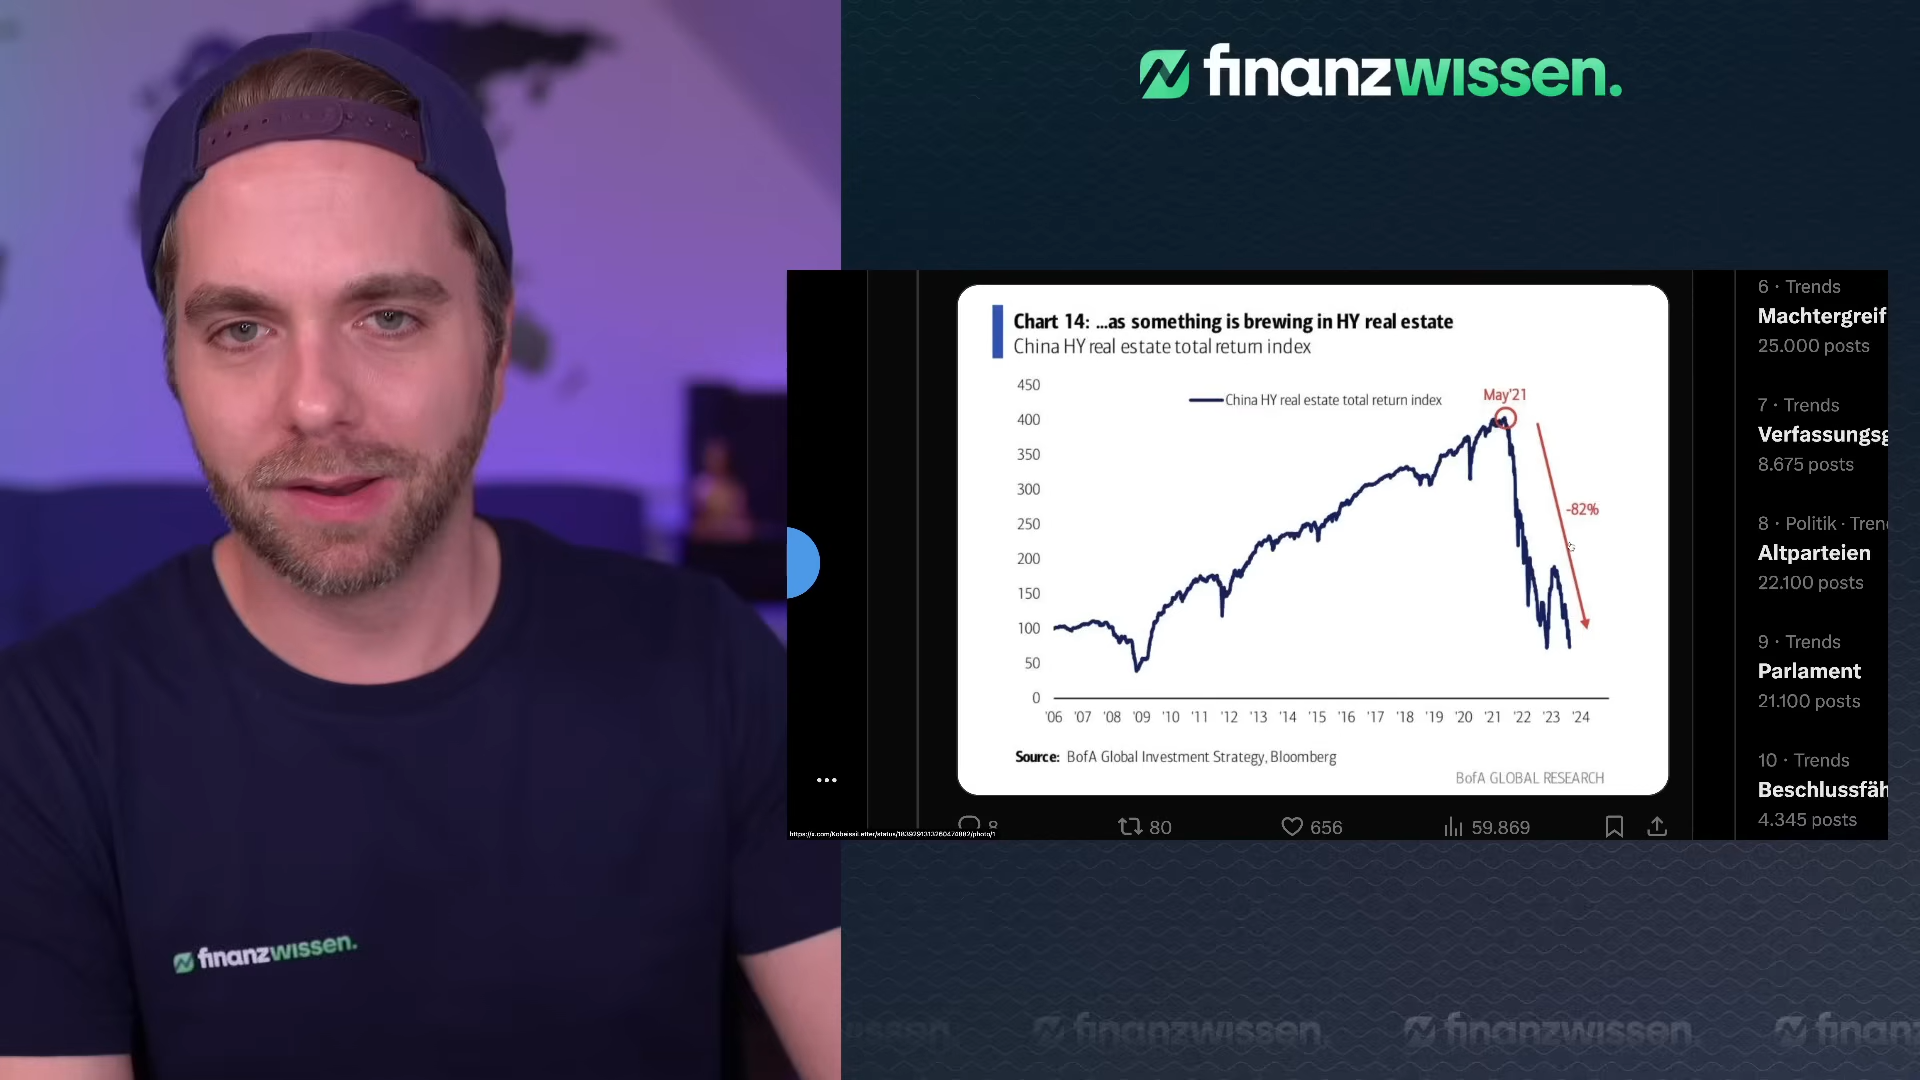 finanzwissen.
finanzwissen.
Chart 14: ...as something is brewing in HY real estate
China HY real estate total return index
450
400
350
300
250
200
150
100
50
0
China HY real estate total return index
May'21
-82%
'06 '07 '08 '09 '10 '11 '12 '13 '14 '15 '16 '17 '18 '19 '20 '21 '22 '23 '24
Source: BofA Global Investment Strategy, Bloomberg
BofA GLOBAL RESEARCH
8 80 656 59.869
6 · Trends
Machtergreif
25.000 posts
7 · Trends
Verfassungsg
8.675 posts
8 · Politik · Tren
Altparteien
22.100 posts
9 · Trends
Parlament
21.100 posts
10 · Trends
Beschlussfäh
4.345 posts
finanzwissen.
finanzwissen.